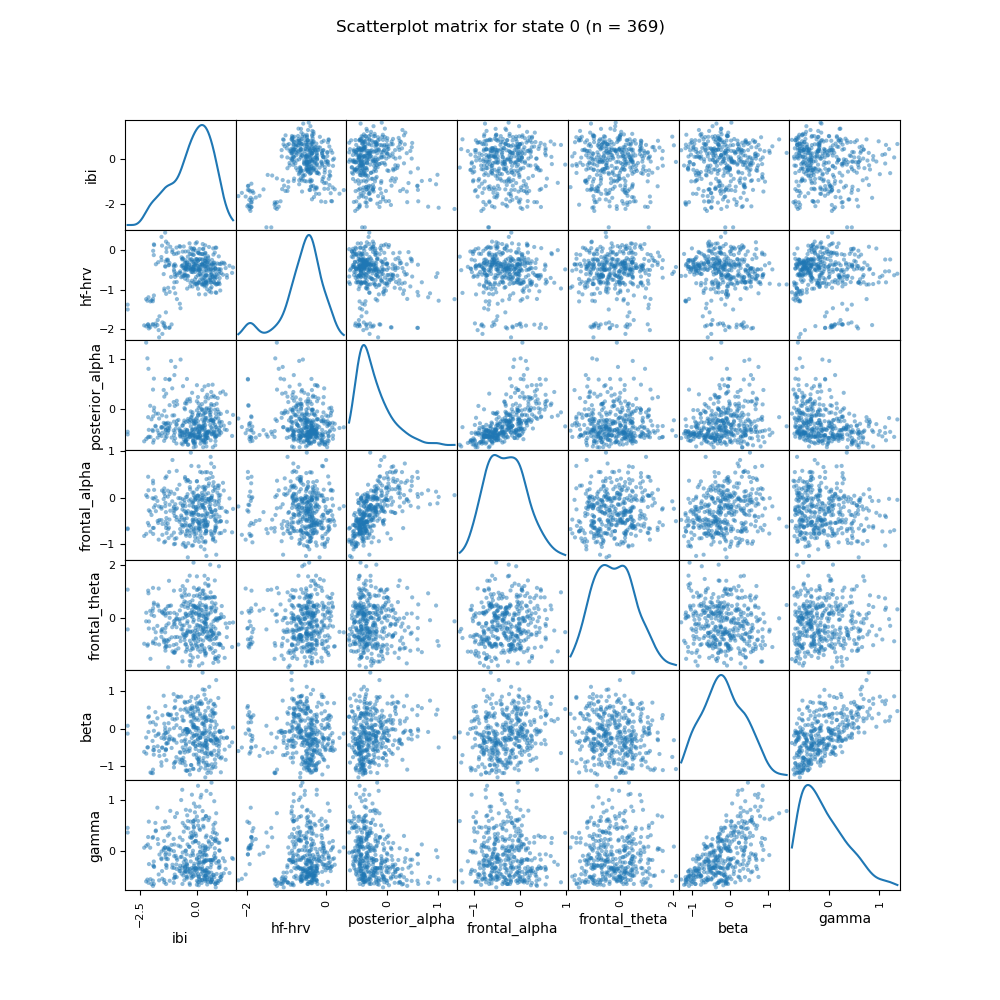 Scatterplot matrix for state 0 (n = 369)
ibi
0
−2
hf-hrv
0
−1
−2
posterior_alpha
1
0
frontal_alpha
1
0
−1
frontal_theta
2
0
beta
1
0
−1
gamma
1
0
−2.5 0.0 −2 0 0 1 −1 0 1 0 2 −1 0 1 0 1
ibi hf-hrv posterior_alpha frontal_alpha frontal_theta beta gamma